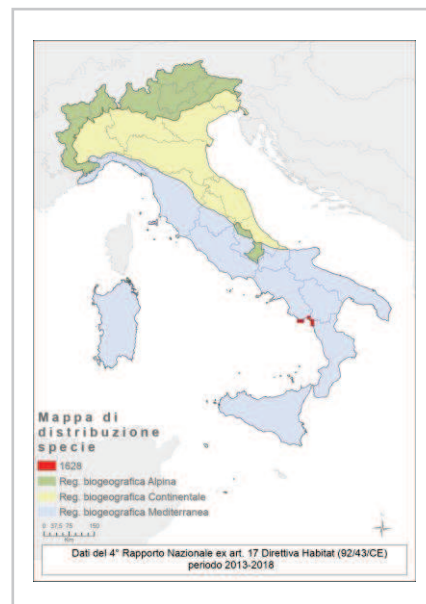 Mappa di
distribuzione
specie
1628
Reg. biogeografica Alpina
Reg. biogeografica Continentale
Reg. biogeografica Mediterranea
0 37,5 75 150
Km
Dati del 4° Rapporto Nazionale ex art. 17 Direttiva Habitat (92/43/CE)
periodo 2013-2018